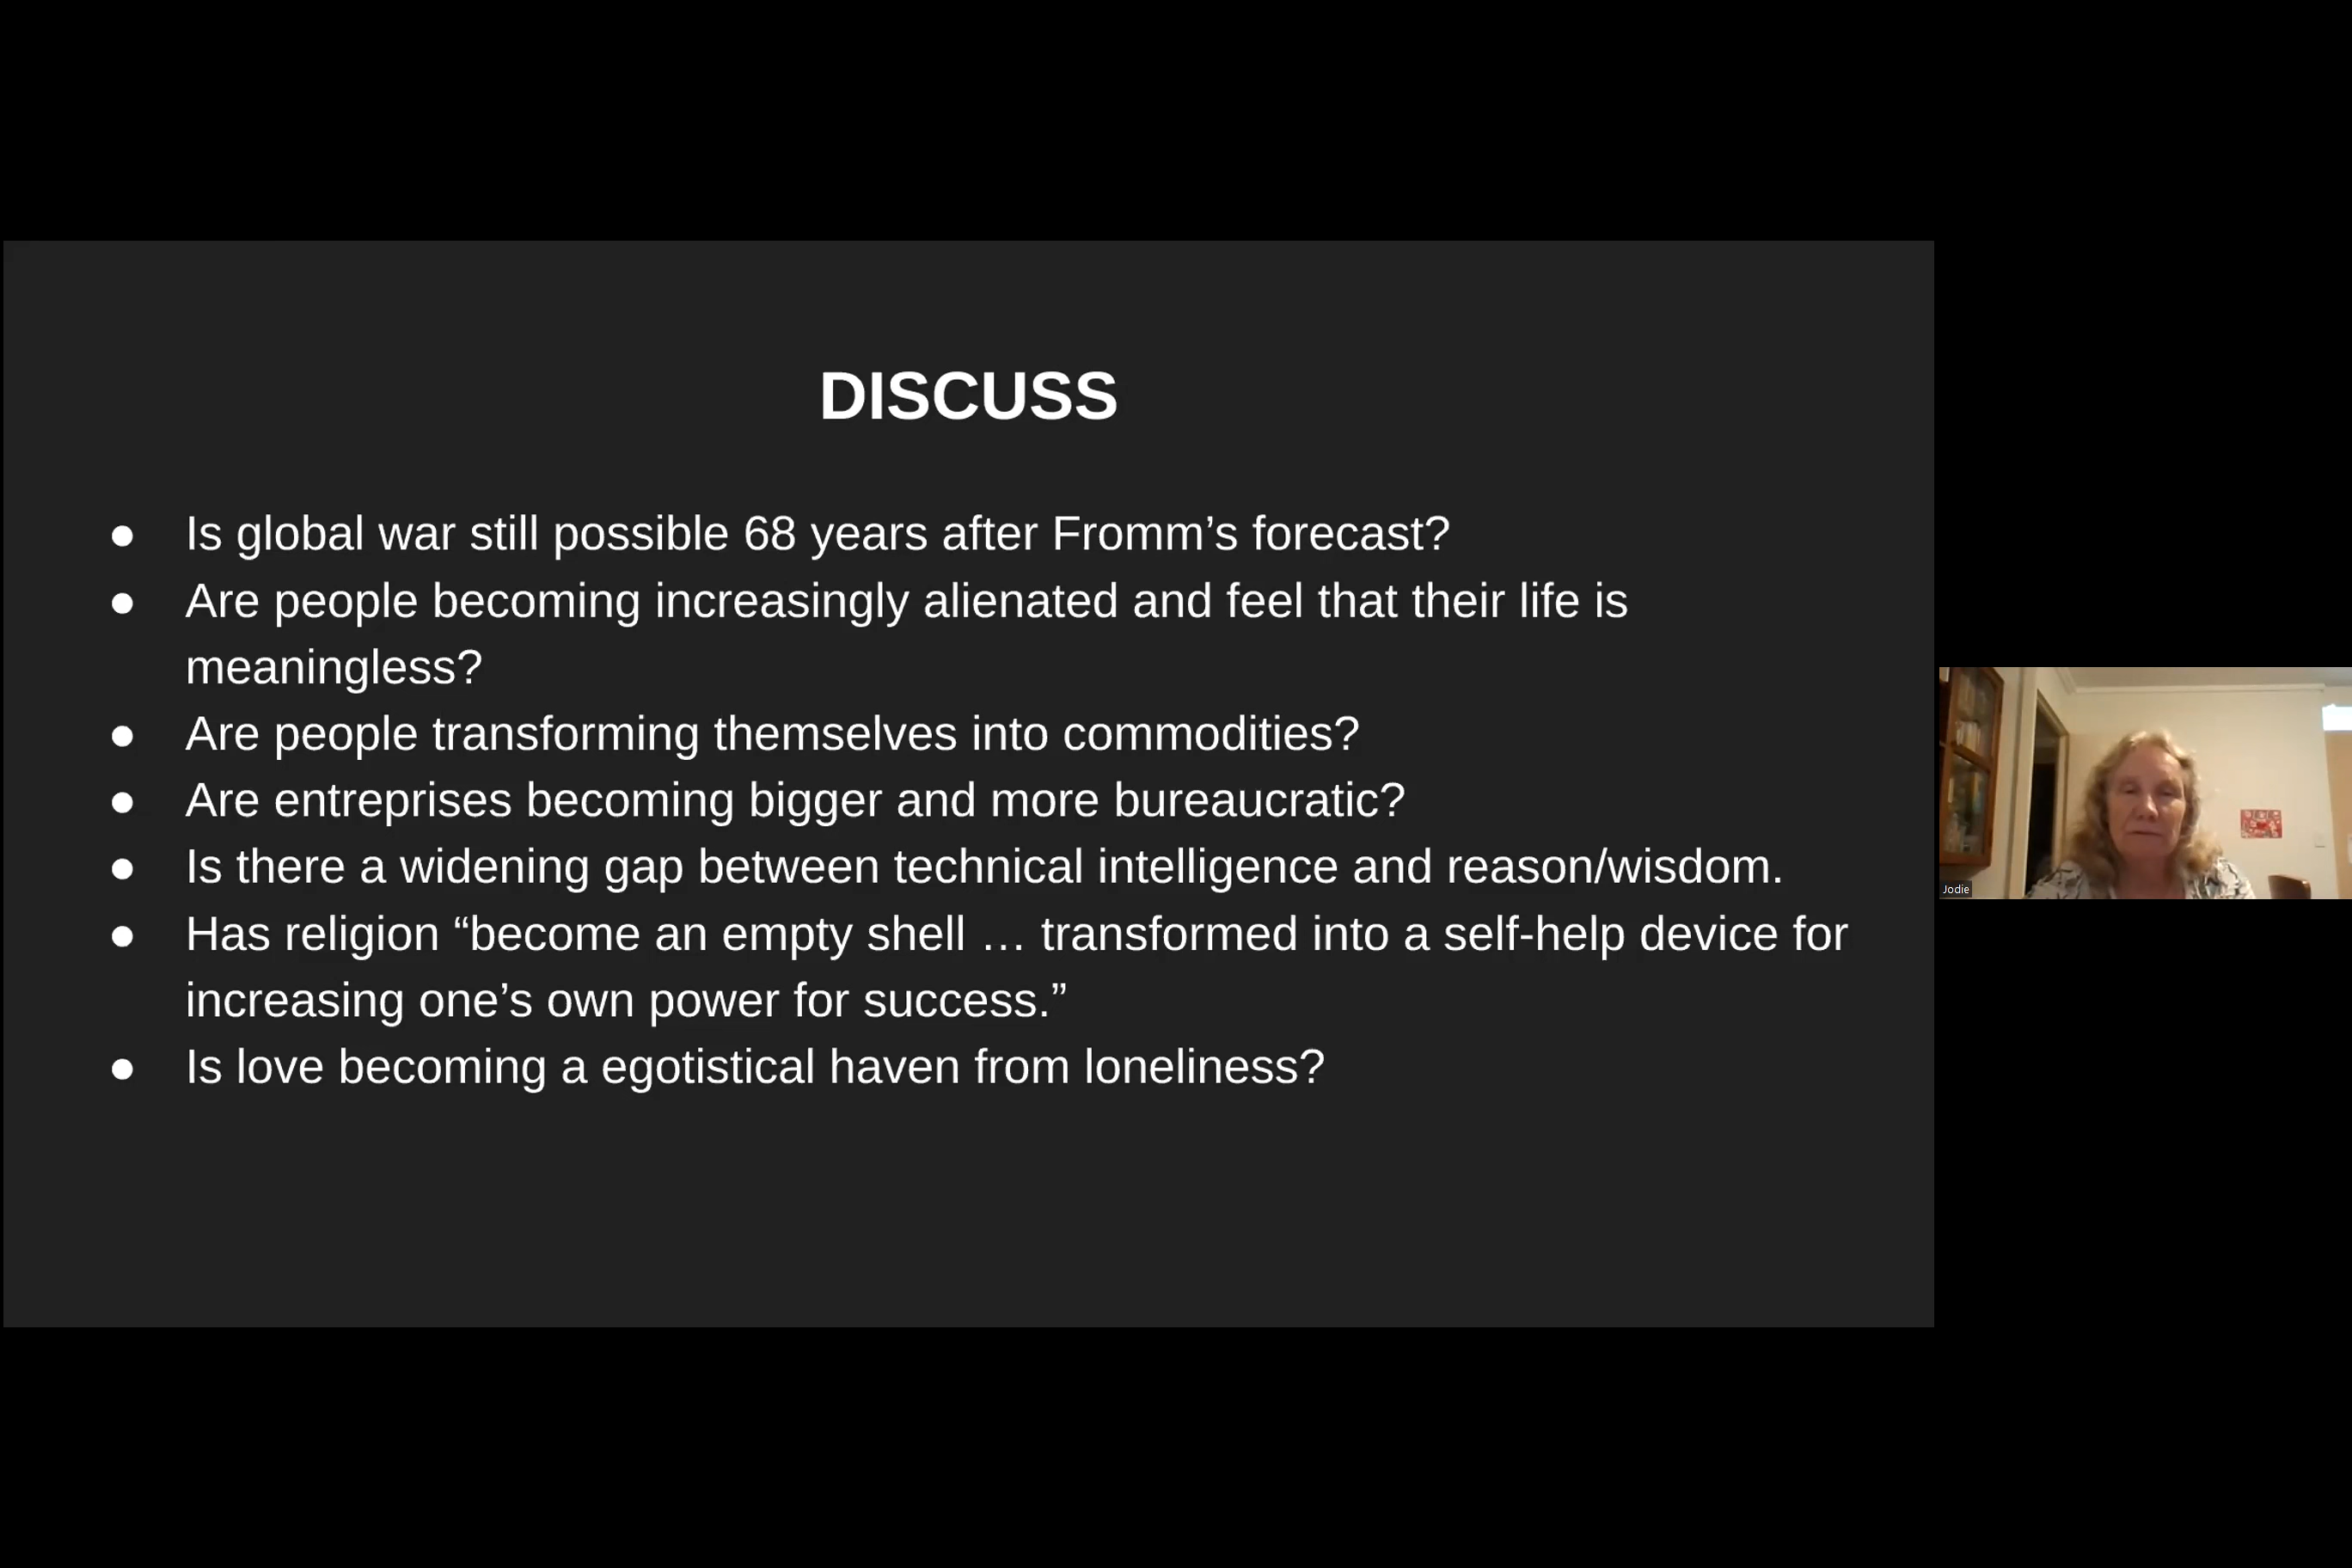 DISCUSS
● Is global war still possible 68 years after Fromm’s forecast?
● Are people becoming increasingly alienated and feel that their life is
meaningless?
● Are people transforming themselves into commodities?
● Are entreprises becoming bigger and more bureaucratic?
● Is there a widening gap between technical intelligence and reason/wisdom.
● Has religion “become an empty shell … transformed into a self-help device for
increasing one’s own power for success.”
● Is love becoming a egotistical haven from loneliness?
Jodie